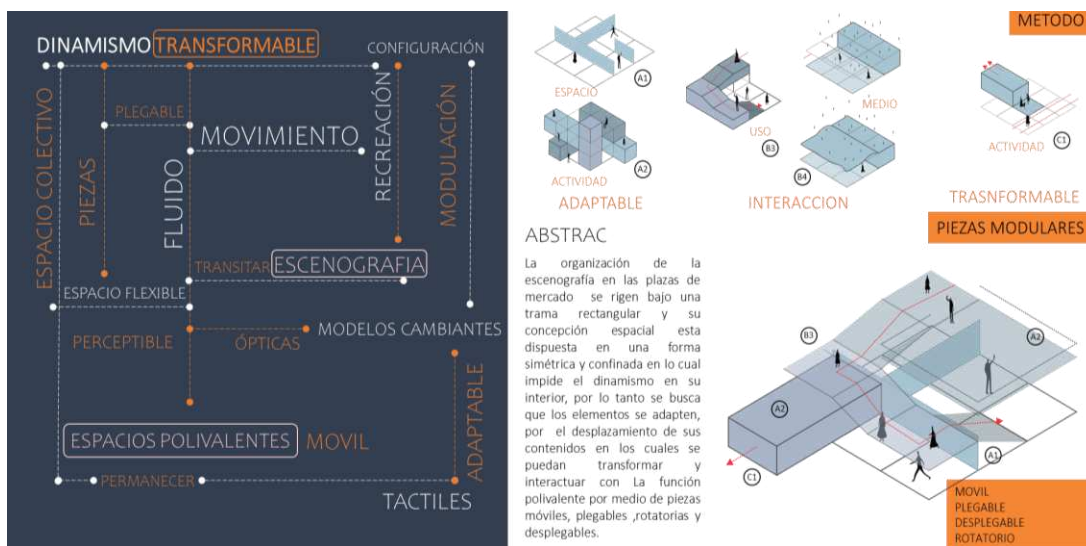 DINAMISMO TRANSFORMABLE
CONFIGURACIÓN
ESPACIO COLECTIVO
PIEZAS
PLEGABLE
FLUIDO
MOVIMIENTO
RECREACIÓN
MODULACIÓN
TRANSITAR ESCENOGRAFIA
ESPACIO FLEXIBLE
PERCEPTIBLE
ÓPTICAS
MODELOS CAMBIANTES
ADAPTABLE
ESPACIOS POLIVALENTES MOVIL
PERMANECER
TACTILES
METODO
A1
ESPACIO
A2
ACTIVIDAD
ADAPTABLE
USO
B3
MEDIO
B4
INTERACCION
C1
ACTIVIDAD
TRASNFORMABLE
PIEZAS MODULARES
ABSTRAC
La organización de la
escenografía en las plazas de
mercado se rigen bajo una
trama rectangular y su
concepción espacial esta
dispuesta en una forma
simétrica y confinada en lo cual
impide el dinamismo en su
interior, por lo tanto se busca
que los elementos se adapten,
por el desplazamiento de sus
contenidos en los cuales se
puedan transformar y
interactuar con La función
polivalente por medio de piezas
móviles, plegables ,rotatorias y
desplegables.
B3
A2
A2
A1
C1
MOVIL
PLEGABLE
DESPLEGABLE
ROTATORIO